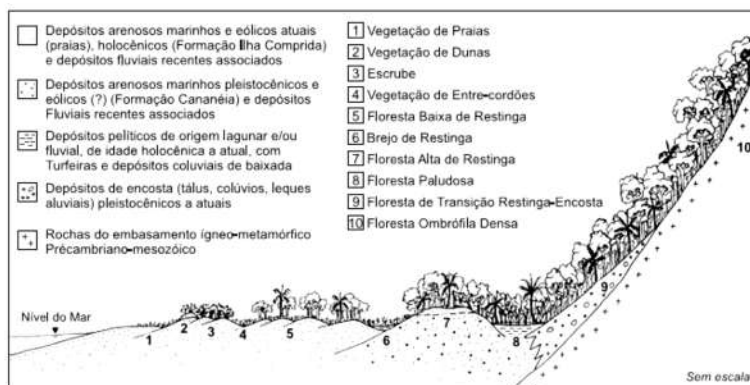 Depósitos arenosos marinhos e eólicos atuais
(praias), holocênicos (Formação Ilha Comprida)
e depósitos fluviais recentes associados
Depósitos arenosos marinhos pleistocênicos e
eólicos (?) (Formação Cananéia) e depósitos
Fluviais recentes associados
Depósitos pelíticos de origem lagunar e/ou
fluvial, de idade holocênica a atual, com
Turfeiras e depósitos coluviais de baixada
Depósitos de encosta (tálus, colúvios, leques
aluviais) pleistocênicos a atuais
Rochas do embasamento ígneo-metamórfico
Précambriano-mesozóico
1 Vegetação de Praias
2 Vegetação de Dunas
3 Escrube
4 Vegetação de Entre-cordões
5 Floresta Baixa de Restinga
6 Brejo de Restinga
7 Floresta Alta de Restinga
8 Floresta Paludosa
9 Floresta de Transição Restinga-Encosta
10 Floresta Ombrófila Densa
Nível do Mar
1
2
3
4
5
6
7
8
9
10
Sem escala